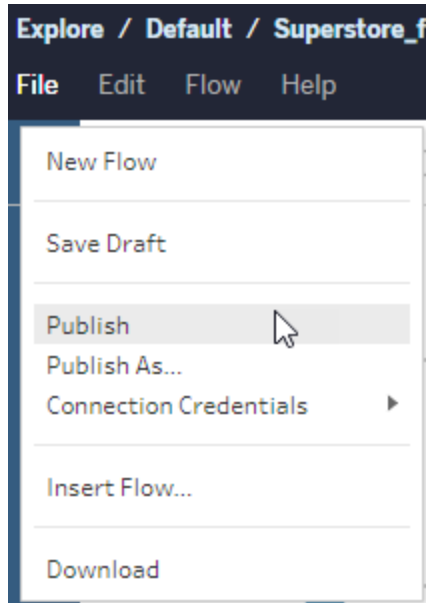 Explore / Default / Superstore_f
File Edit Flow Help
New Flow
Save Draft
Publish
Publish As...
Connection Credentials
Insert Flow...
Download